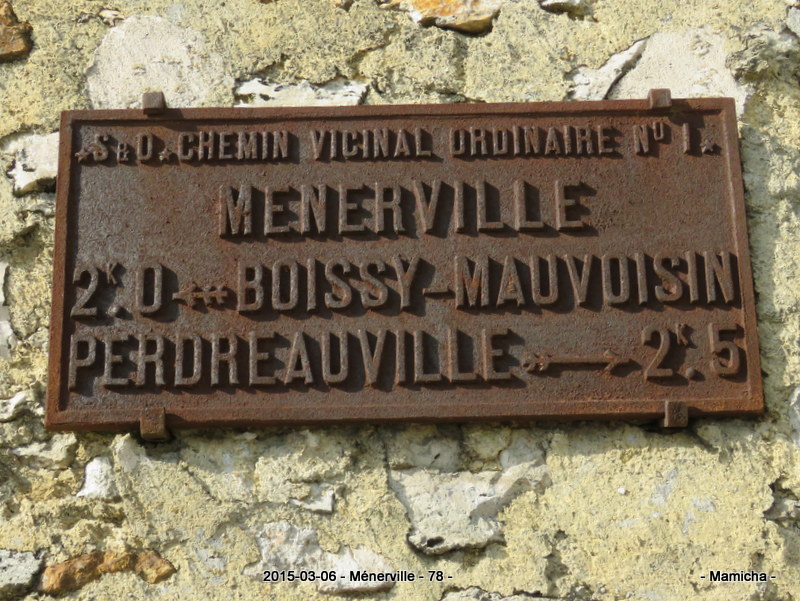 *S&O*CHEMIN VICINAL ORDINAIRE NO 1*
MENERVILLE
2K.0 BOISSY-MAUVOISIN
PERDREAUVILLE 2K.5
2015-03-06 - Ménerville - 78 -
- Mamicha -